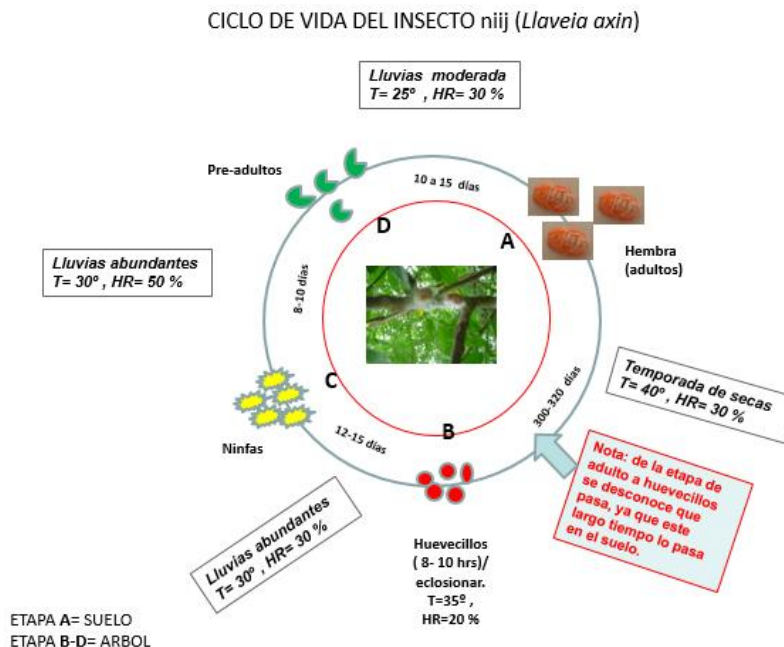 CICLO DE VIDA DEL INSECTO niij (Llaveia axin)
Lluvias moderada
T= 25º , HR= 30 %
Pre-adultos
10 a 15 días
D
A
Hembra
(adultos)
Lluvias abundantes
T= 30º , HR= 50 %
8-10 días
Temporada de secas
T= 40º , HR= 30 %
C
300-320 días
B
12-15 días
Ninfas
Nota: de la etapa de
adulto a huevecillos
se desconoce que
pasa, ya que este
largo tiempo lo pasa
en el suelo.
Lluvias abundantes
T= 30º , HR= 30 %
Huevecillos
( 8- 10 hrs)/
eclosionar.
T=35º ,
HR=20 %
ETAPA A= SUELO
ETAPA B-D= ARBOL